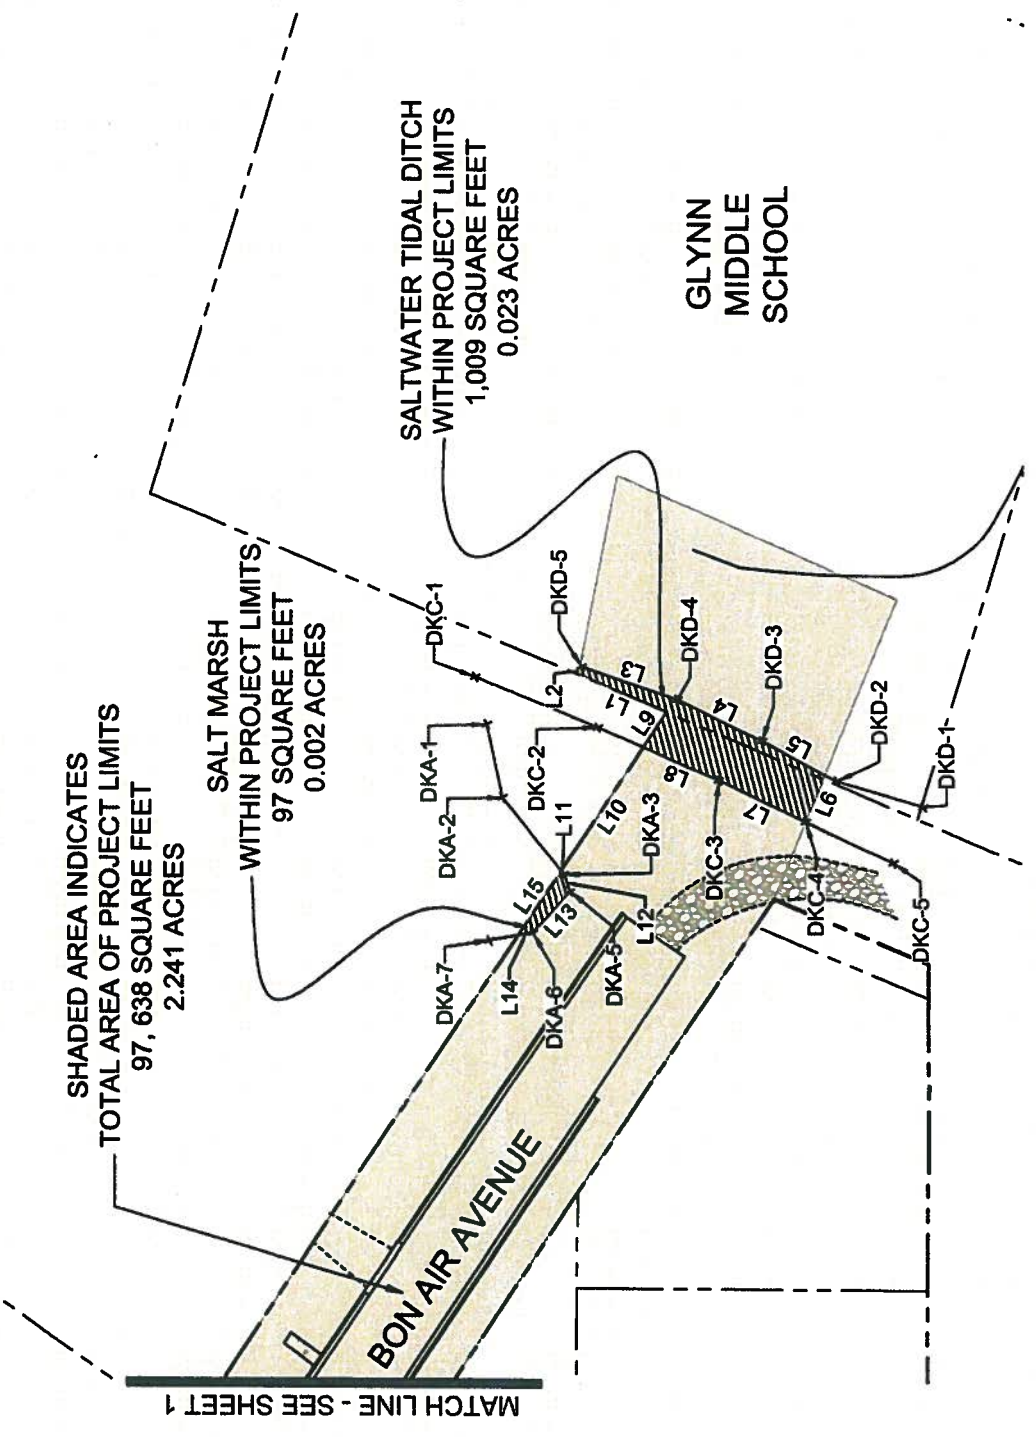 SHADED AREA INDICATES
TOTAL AREA OF PROJECT LIMITS
97, 638 SQUARE FEET
2.241 ACRES
SALT MARSH
WITHIN PROJECT LIMITS
97 SQUARE FEET
0.002 ACRES
SALTWATER TIDAL DITCH
WITHIN PROJECT LIMITS
1,009 SQUARE FEET
0.023 ACRES
GLYNN
MIDDLE
SCHOOL
DKC-1
DKD-5
DKA-1
DKA-2
DKC-2
L2
L1
L3
DKD-4
L9
L4
DKD-3
L5
DKD-2
L8
L10
L11
DKA-3
DKC-3
L7
L6
DKD-1
DKA-7
L15
L13
L12
L14
DKA-6
DKA-5
DKC-4
DKC-5
BON AIR AVENUE
MATCH LINE - SEE SHEET 1